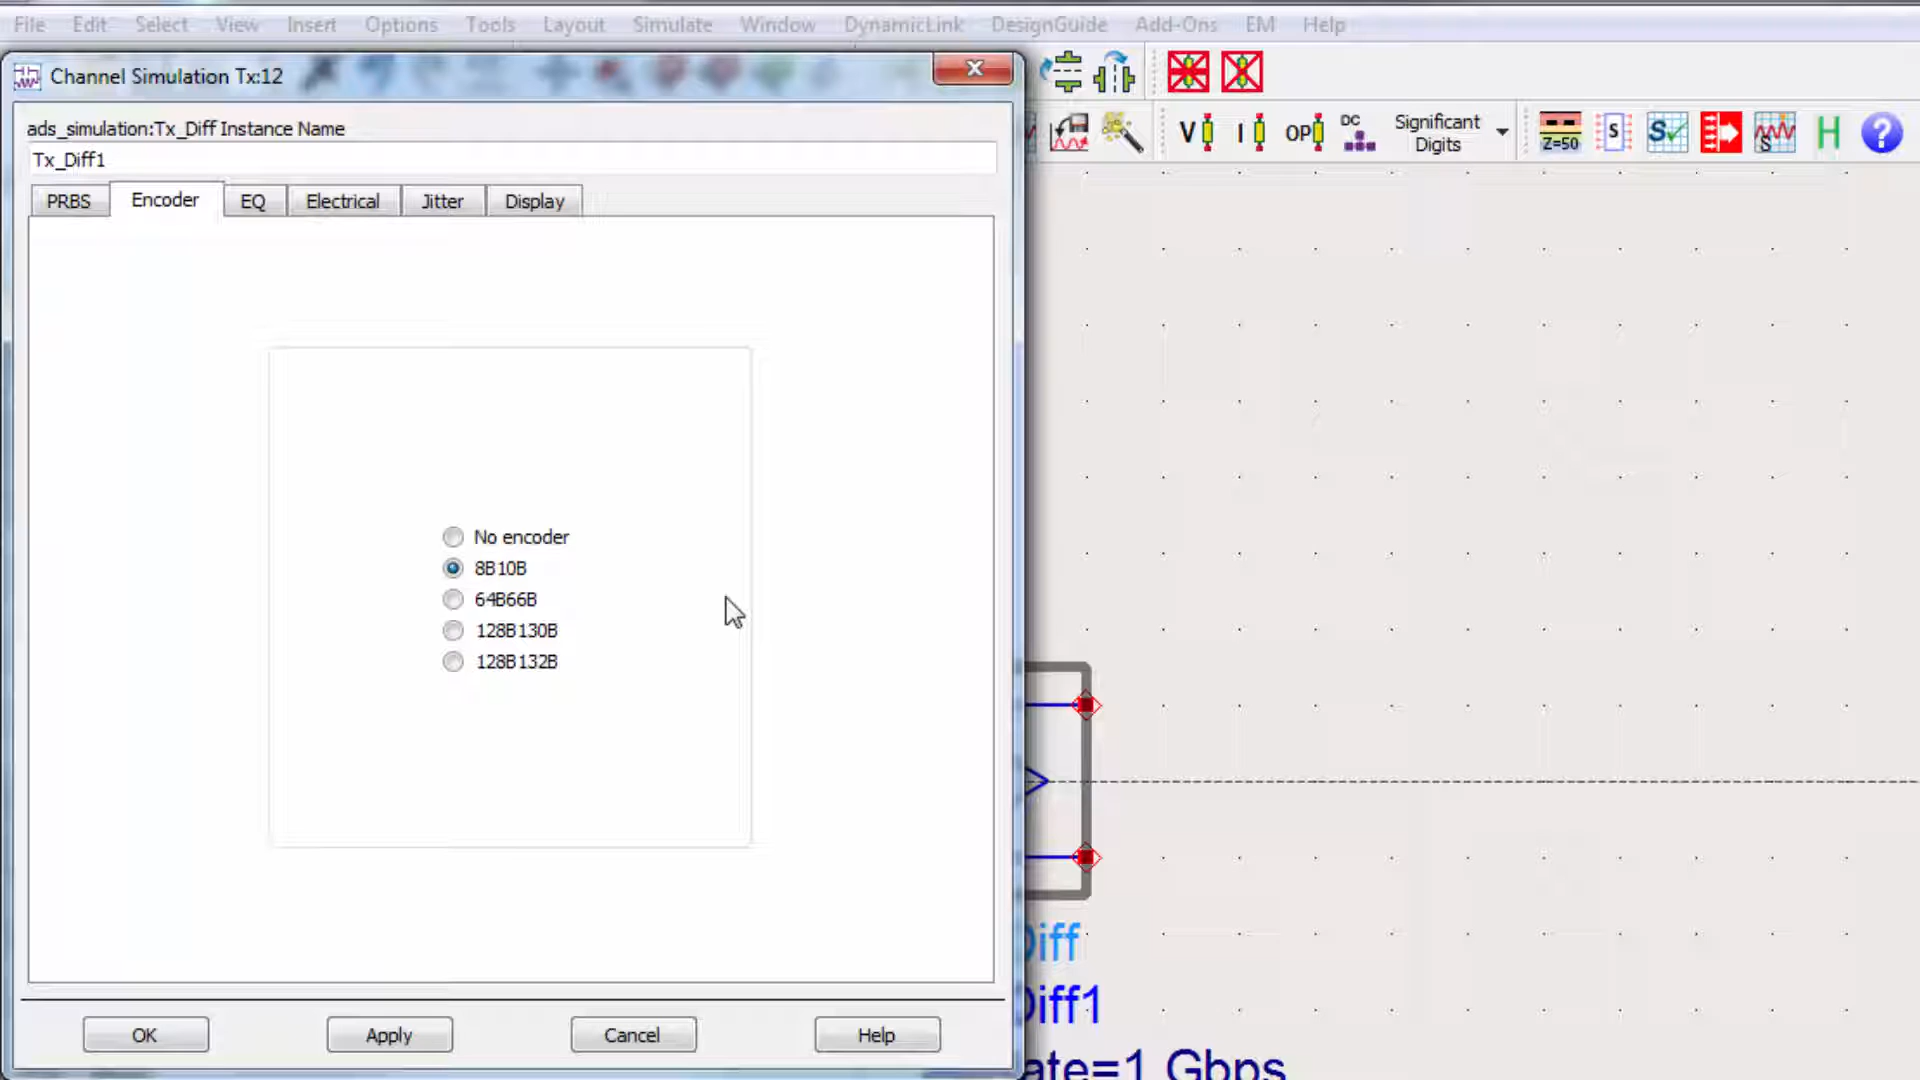 File Edit Select View Insert Options Tools Layout Simulate Window DynamicLink DesignGuide Add-Ons EM Help
Channel Simulation Tx:12
ads_simulation:Tx_Diff Instance Name
Tx_Diff1
PRBS Encoder EQ Electrical Jitter Display
No encoder
8B10B
64B66B
128B130B
128B132B
OK Apply Cancel Help
V I OP DC Significant Digits Z=50 S S S H ?
Diff
Diff1
ate=1 Gbps